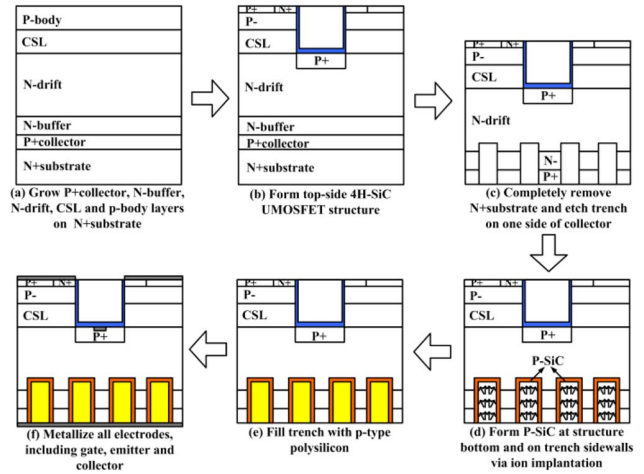 P-body
CSL
N-drift
N-buffer
P+collector
N+substrate
(a) Grow P+collector, N-buffer,
N-drift, CSL and p-body layers
on N+substrate
P+ N+
P-
CSL
P+
N-drift
N-buffer
P+collector
N+substrate
(b) Form top-side 4H-SiC
UMOSFET structure
P+ N+
P-
CSL
P+
N-drift
N-
P+
(c) Completely remove
N+substrate and etch trench
on one side of collector
P+ N+
P-
CSL
P+
(f) Metallize all electrodes,
including gate, emitter and
collector
P+ N+
P-
CSL
P+
(e) Fill trench with p-type
polysilicon
P+ N+
P-
CSL
P+
P-SiC
(d) Form P-SiC at structure
bottom and on trench sidewalls
via ion implantation